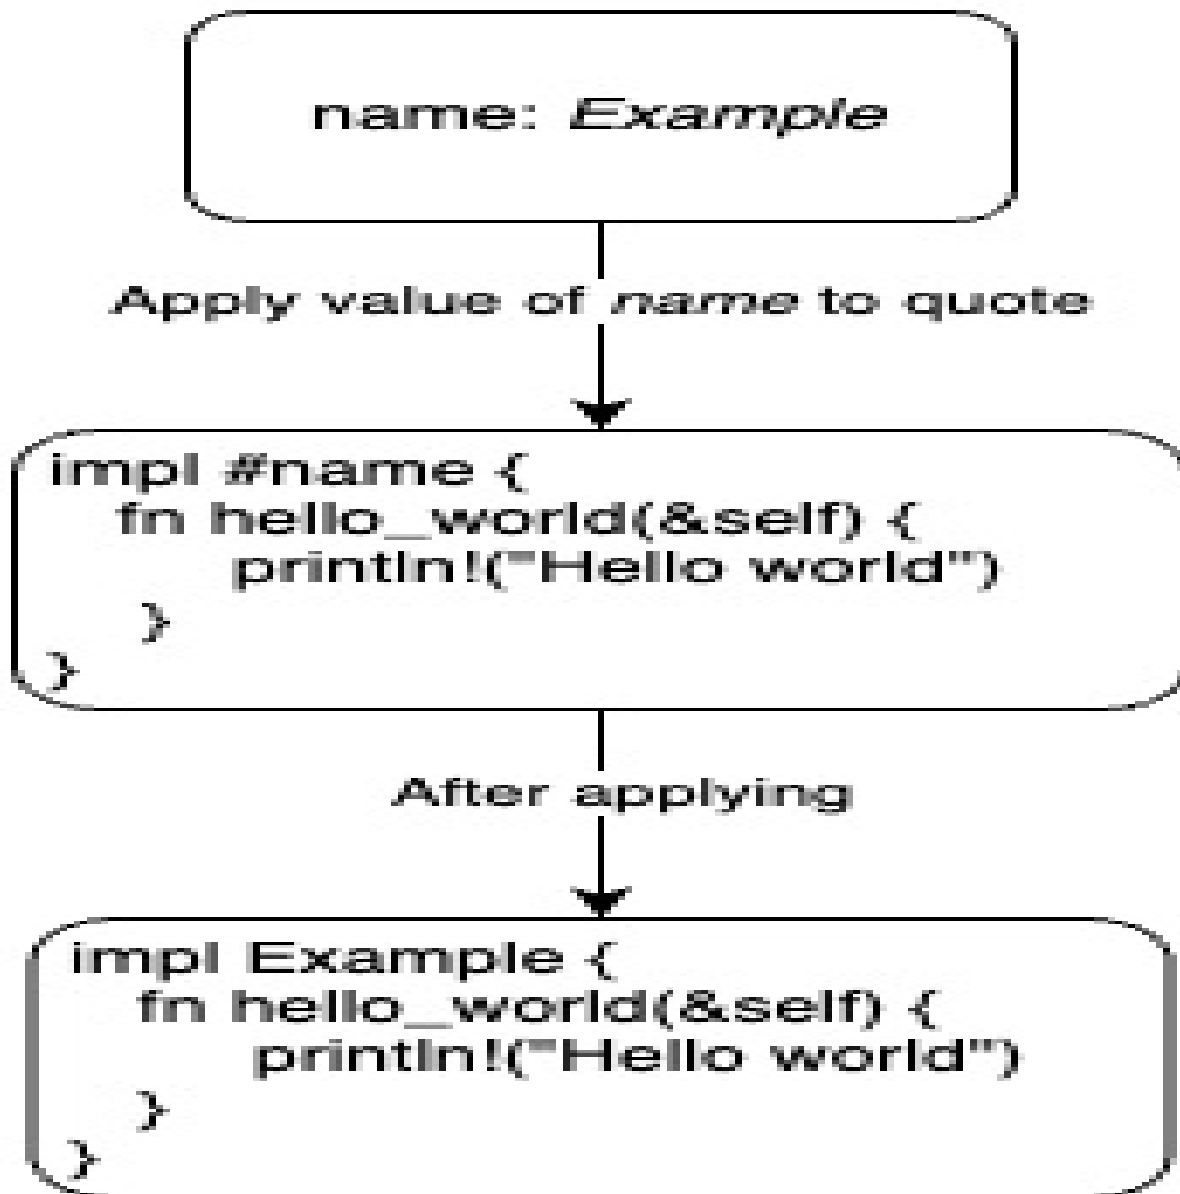 name: Example
Apply value of name to quote
impl #name {
fn hello_world(&self) {
println!("Hello world")
}
}
After applying
impl Example {
fn hello_world(&self) {
println!("Hello world")
}
}